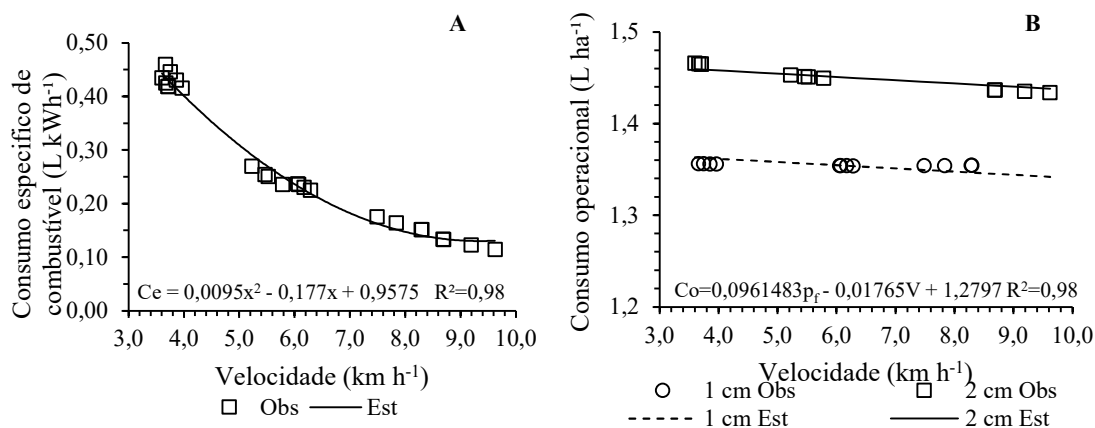 A
Consumo especifico de
combustível (L kWh⁻¹)
0,50
0,40
0,30
0,20
0,10
0,00
Ce = 0,0095x² - 0,177x + 0,9575 R²=0,98
3,0 4,0 5,0 6,0 7,0 8,0 9,0 10,0
Velocidade (km h⁻¹)
Obs Est
B
Consumo operacional (L ha⁻¹)
1,5
1,4
1,3
1,2
Co=0,0961483p_f - 0,01765V + 1,2797 R²=0,98
3,0 4,0 5,0 6,0 7,0 8,0 9,0 10,0
Velocidade (km h⁻¹)
1 cm Obs 2 cm Obs
1 cm Est 2 cm Est